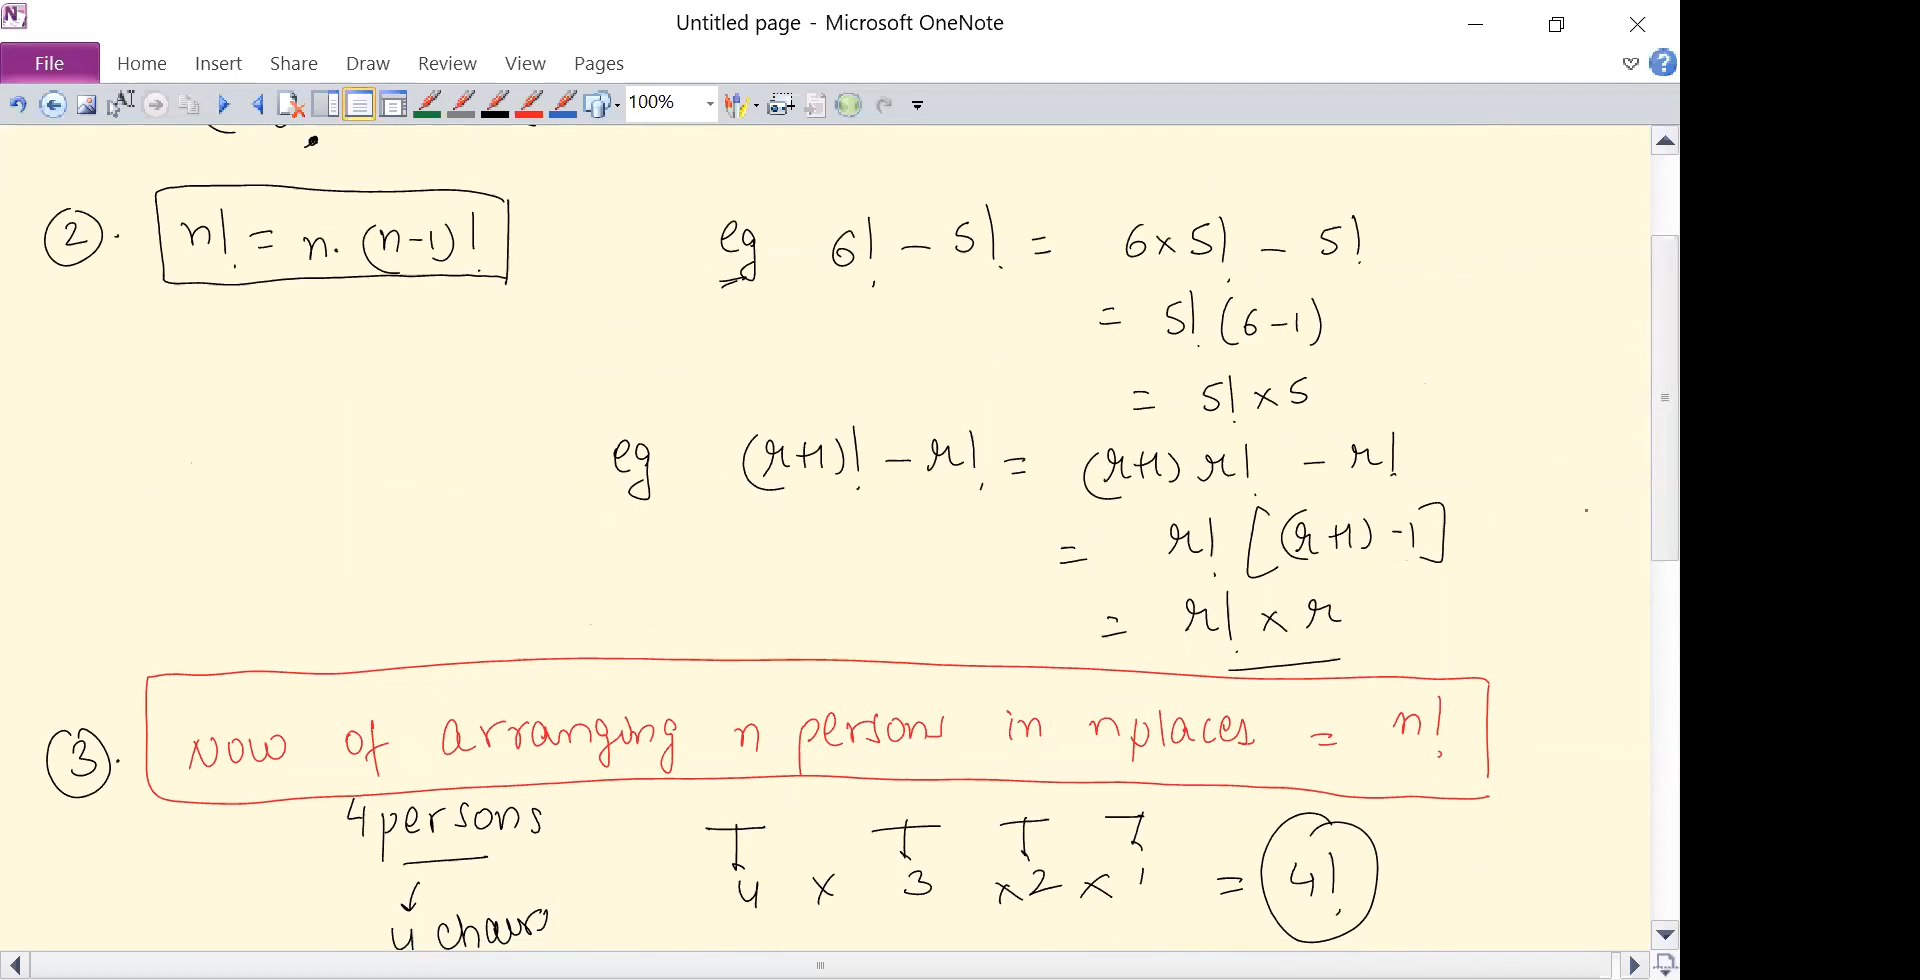 Untitled page - Microsoft OneNote
File Home Insert Share Draw Review View Pages
100%
2. n! = n. (n-1)!
eg 6! - 5! = 6×5! - 5!
= 5! (6-1)
= 5! × 5
eg (r+1)! - r! = (r+1) r! - r!
= r! [(r+1) -1]
= r! × r
3. NOW of arranging n persons in n places = n!
4 persons
4 × 3 ×2 × 1 = 4!
4 chairs